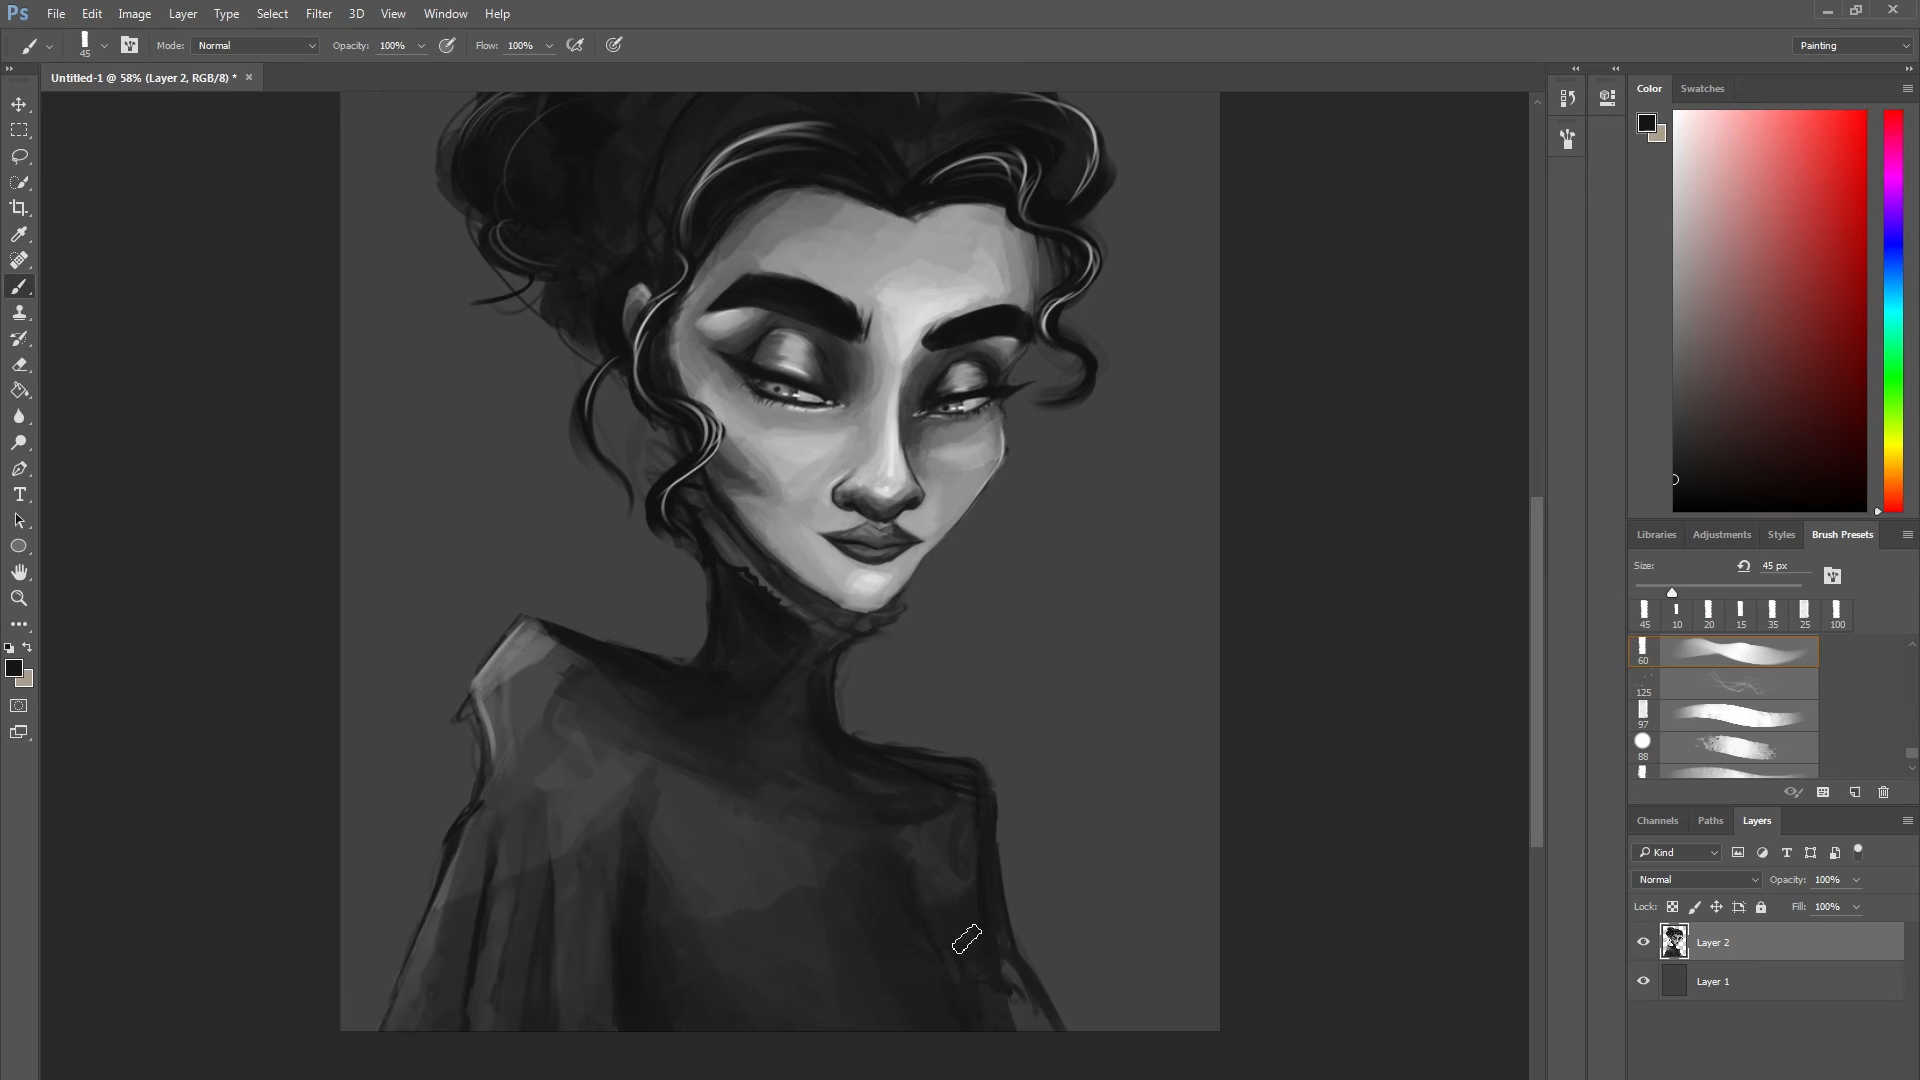 Ps File Edit Image Layer Type Select Filter 3D View Window Help
45 Mode: Normal Opacity: 100% Flow: 100% Painting
Untitled-1 @ 58% (Layer 2, RGB/8) * ×
Color Swatches
Libraries Adjustments Styles Brush Presets
Size: 45 px
45 10 20 15 35 25 100
60
125
97
88
Channels Paths Layers
Kind
Normal Opacity: 100%
Lock: Fill: 100%
Layer 2
Layer 1